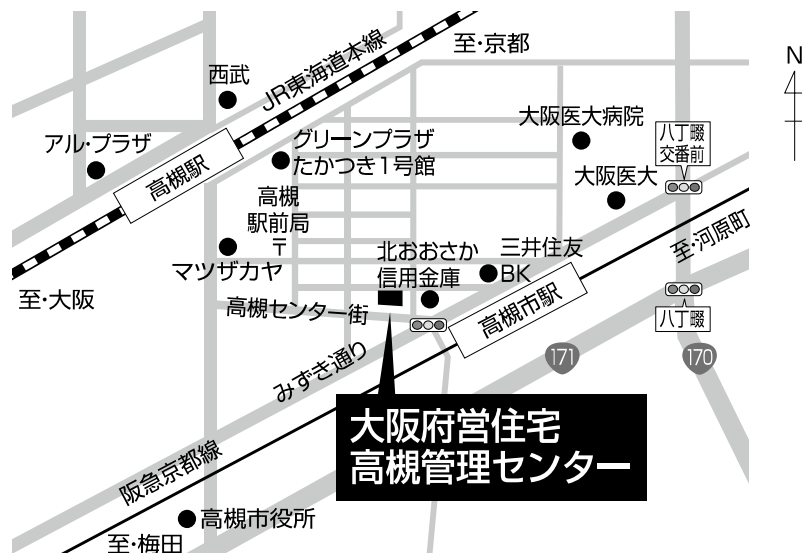 至・京都
JR東海道本線
西武
N
大阪医大病院
八丁畷
交番前
アル・プラザ
グリーンプラザ
たかつき1号館
高槻駅
大阪医大
高槻
駅前局
〒
マツザカヤ
北おおさか
信用金庫
三井住友
BK
至・河原町
至・大阪
高槻センター街
高槻市駅
八丁畷
みずき通り
171
170
大阪府営住宅
高槻管理センター
阪急京都線
高槻市役所
至・梅田